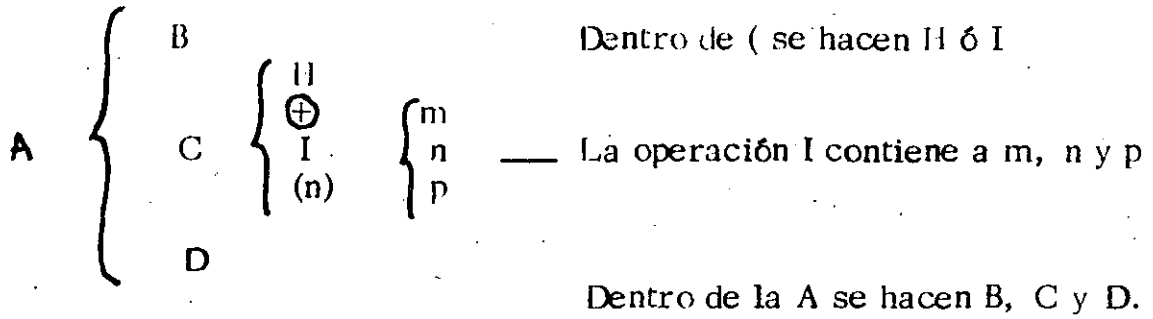 B Dentro de ( se hacen H ó I
H
⊕ m
A C I n La operación I contiene a m, n y p
(n) p
D
Dentro de la A se hacen B, C y D.